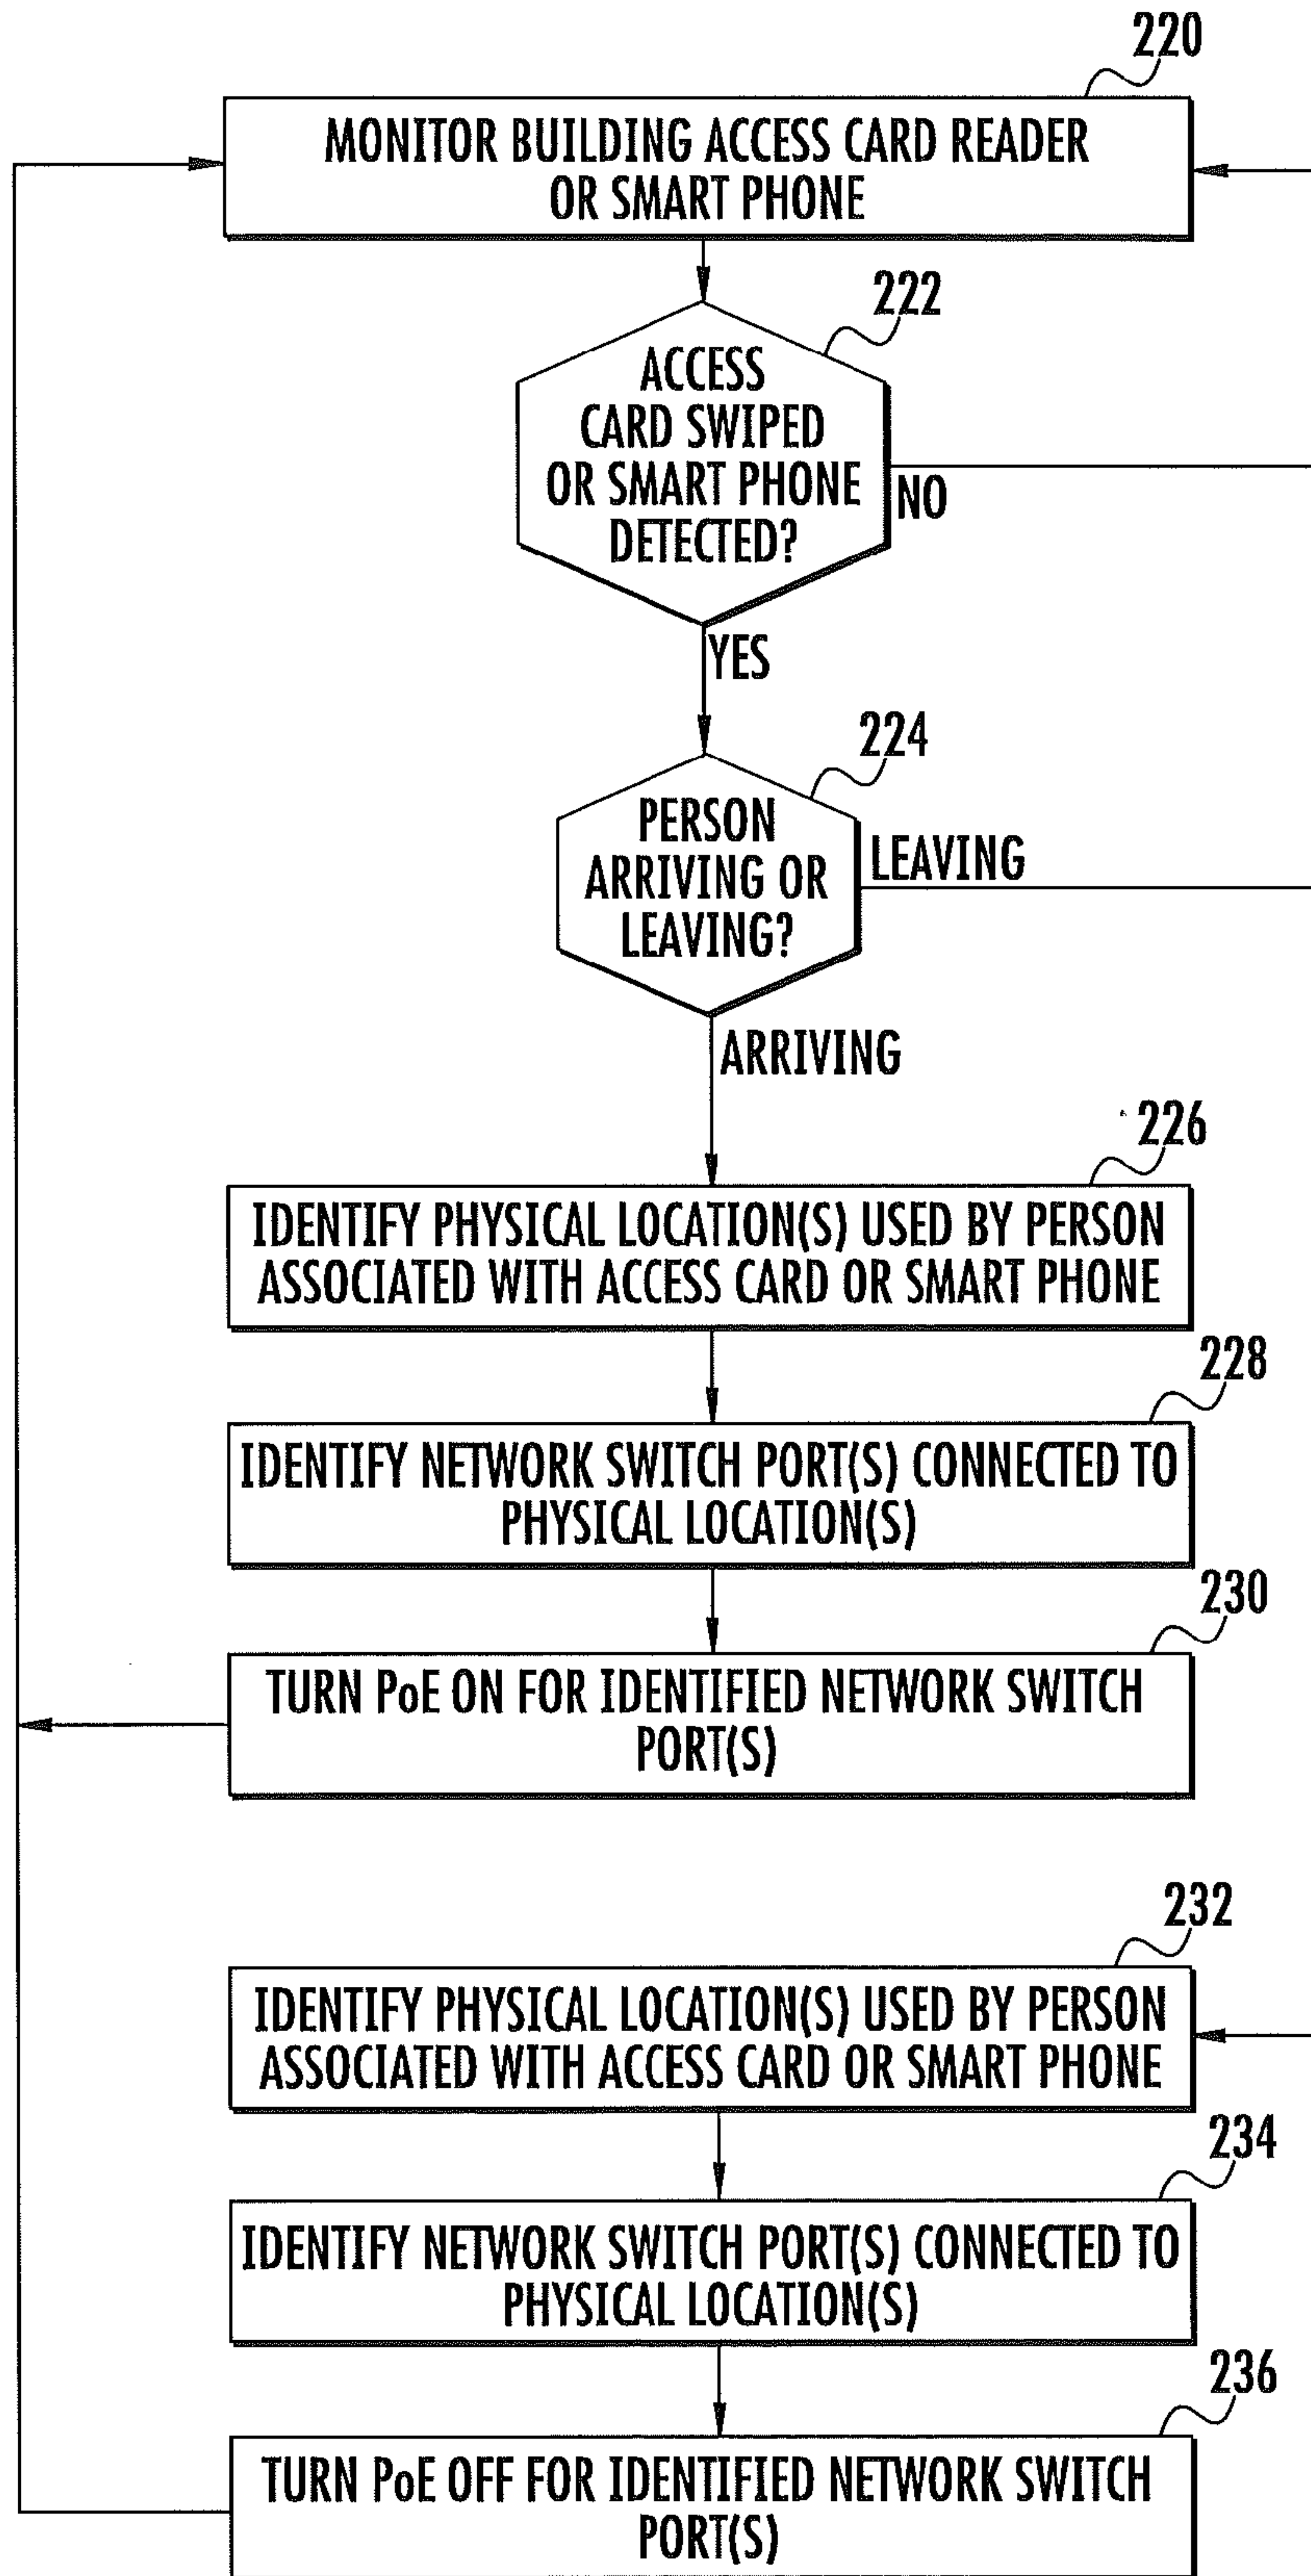 220
MONITOR BUILDING ACCESS CARD READER
OR SMART PHONE
222
ACCESS
CARD SWIPED
OR SMART PHONE
DETECTED?
NO
YES
224
PERSON
ARRIVING OR
LEAVING?
LEAVING
ARRIVING
226
IDENTIFY PHYSICAL LOCATION(S) USED BY PERSON
ASSOCIATED WITH ACCESS CARD OR SMART PHONE
228
IDENTIFY NETWORK SWITCH PORT(S) CONNECTED TO
PHYSICAL LOCATION(S)
230
TURN PoE ON FOR IDENTIFIED NETWORK SWITCH
PORT(S)
232
IDENTIFY PHYSICAL LOCATION(S) USED BY PERSON
ASSOCIATED WITH ACCESS CARD OR SMART PHONE
234
IDENTIFY NETWORK SWITCH PORT(S) CONNECTED TO
PHYSICAL LOCATION(S)
236
TURN PoE OFF FOR IDENTIFIED NETWORK SWITCH
PORT(S)